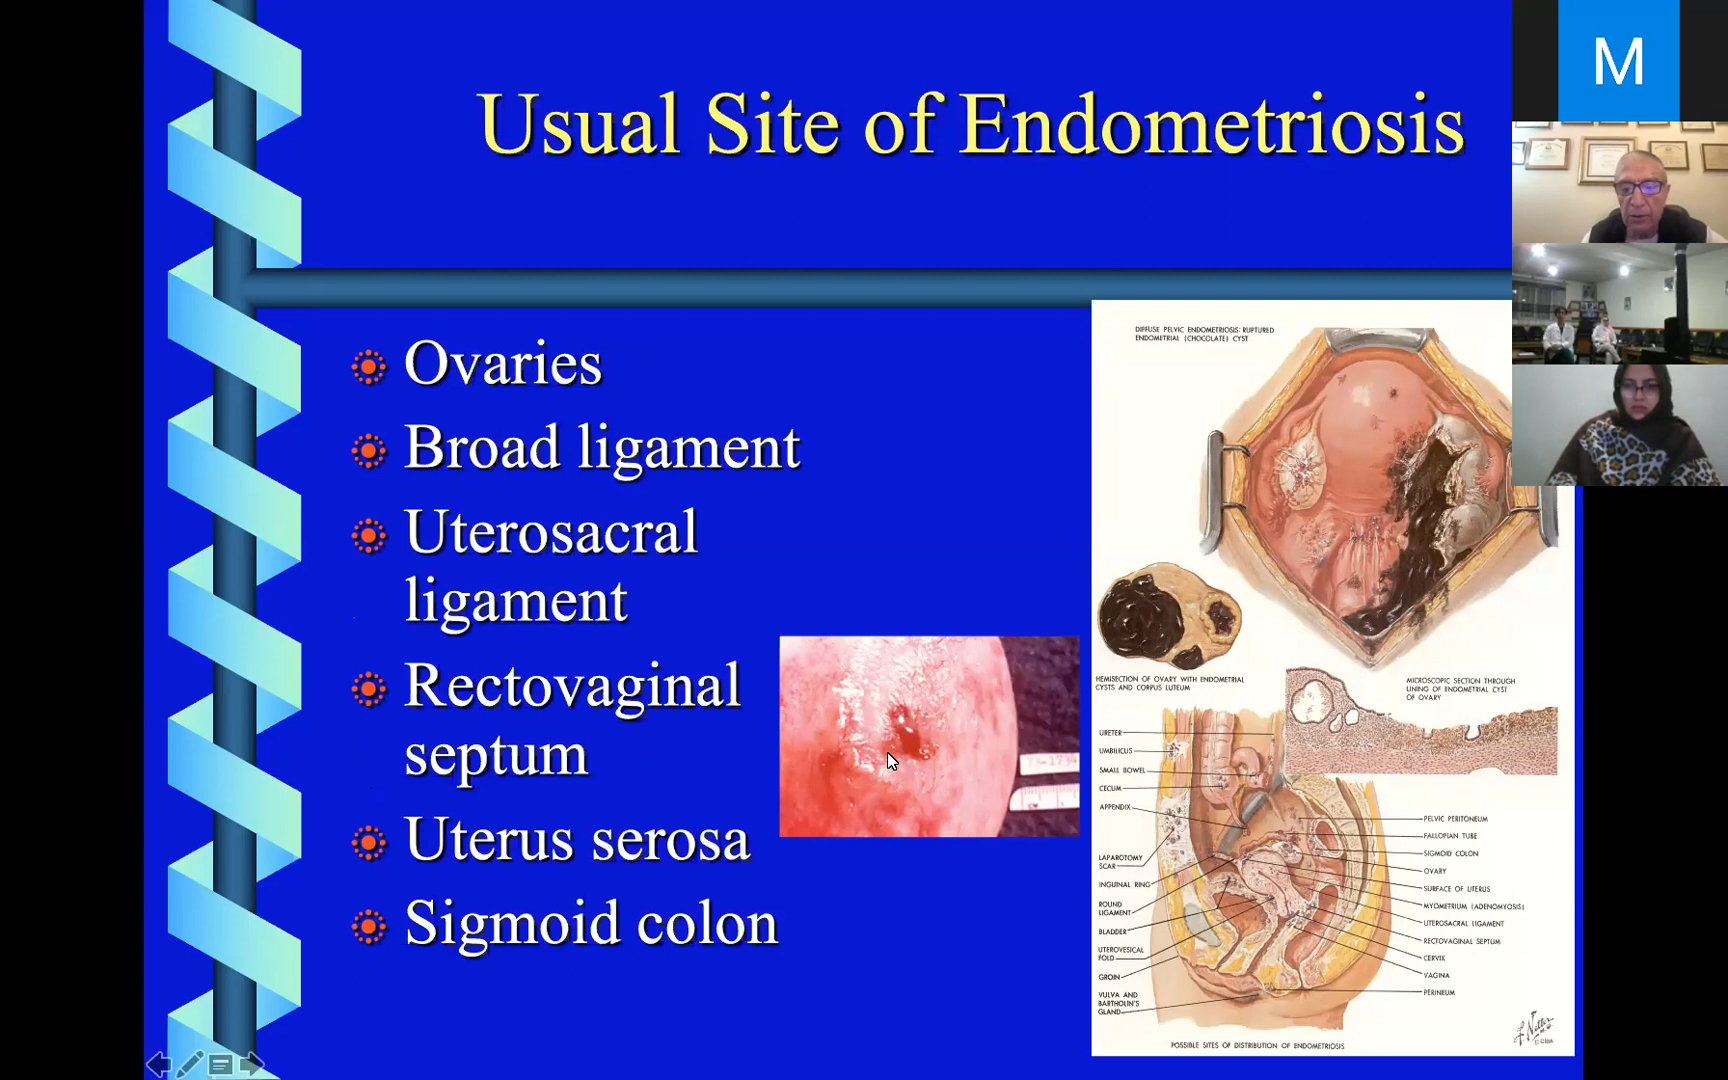 Usual Site of Endometriosis
M
Ovaries
Broad ligament
Uterosacral
ligament
Rectovaginal
septum
Uterus serosa
Sigmoid colon
DIFFUSE PELVIC ENDOMETRIOSIS: RUPTURED
ENDOMETRIAL (CHOCOLATE) CYST
HEMISECTION OF OVARY WITH ENDOMETRIAL
CYSTS AND CORPUS LUTEUM
MICROSCOPIC SECTION THROUGH
LINING OF ENDOMETRIAL CYST
OF OVARY
URETER
UMBILICUS
SMALL BOWEL
CECUM
APPENDIX
LAPAROTOMY
SCAR
INGUINAL RING
ROUND
LIGAMENT
BLADDER
UTEROVESICAL
FOLD
GROIN
VULVA AND
BARTHOLIN'S
GLAND
PELVIC PERITONEUM
FALLOPIAN TUBE
SIGMOID COLON
OVARY
SURFACE OF UTERUS
MYOMETRIUM (ADENOMYOSIS)
UTEROSACRAL LIGAMENT
RECTOVAGINAL SEPTUM
CERVIX
VAGINA
PERINEUM
F. Netter
M.D.
© CIBA
POSSIBLE SITES OF DISTRIBUTION OF ENDOMETRIOSIS